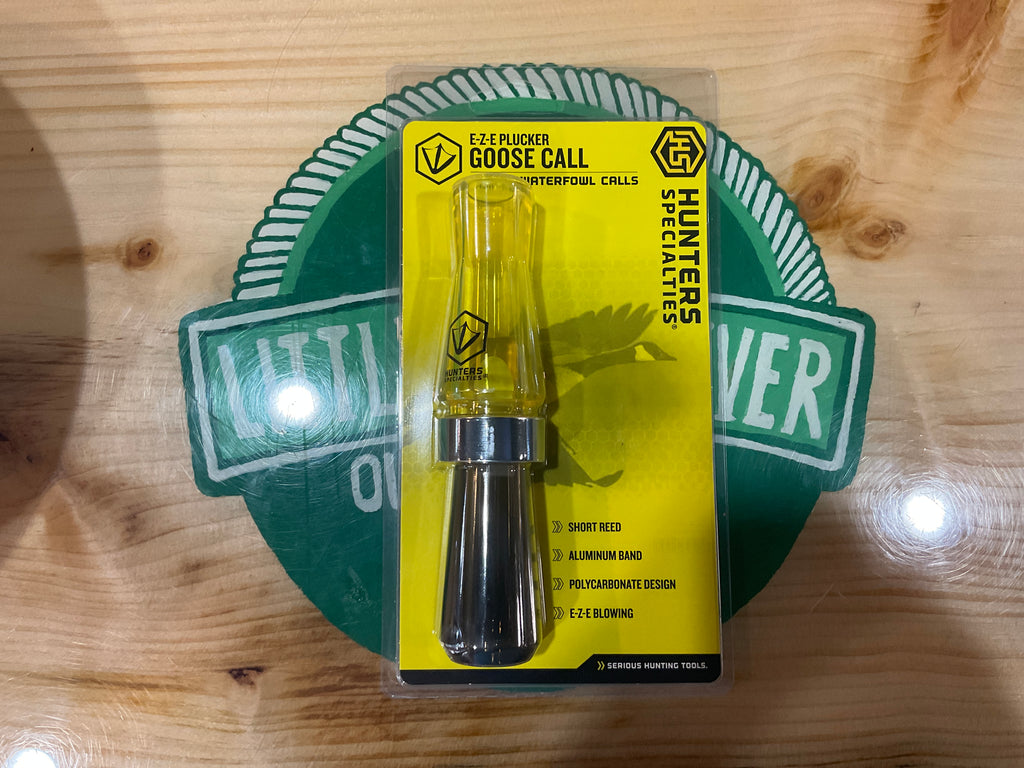 E-Z-E PLUCKER
GOOSE CALL
WATERFOWL CALLS
HS
HUNTERS
SPECIALTIES®
HUNTERS
SPECIALTIES®
SHORT REED
ALUMINUM BAND
POLYCARBONATE DESIGN
E-Z-E BLOWING
SERIOUS HUNTING TOOLS.